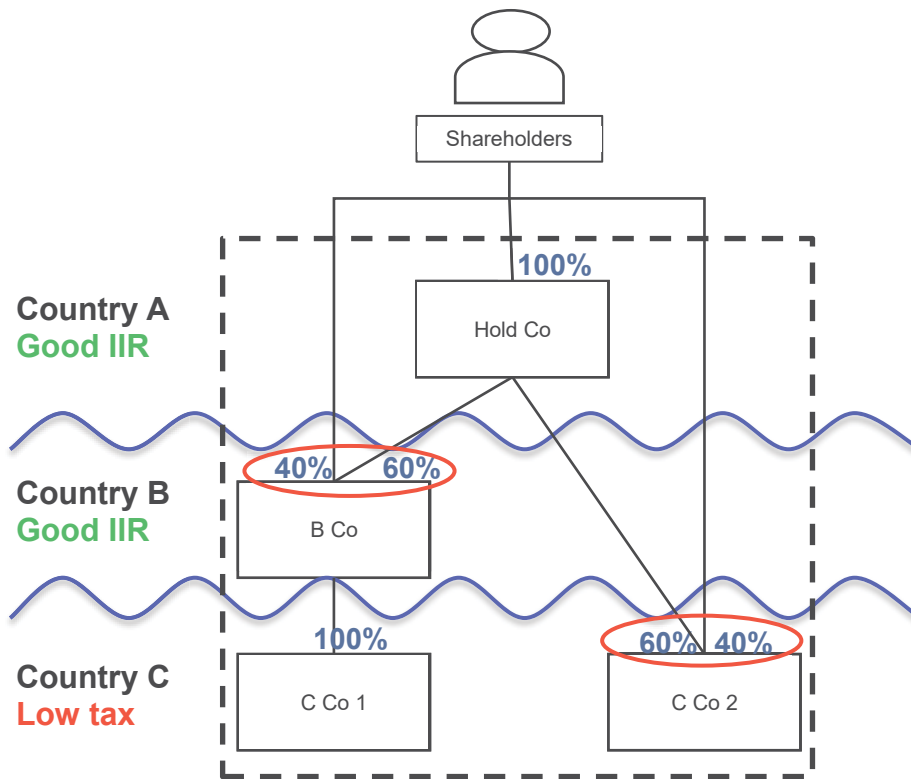 Shareholders
100%
Country A
Good IIR
Hold Co
40%
60%
Country B
Good IIR
B Co
100%
60%
40%
Country C
Low tax
C Co 1
C Co 2